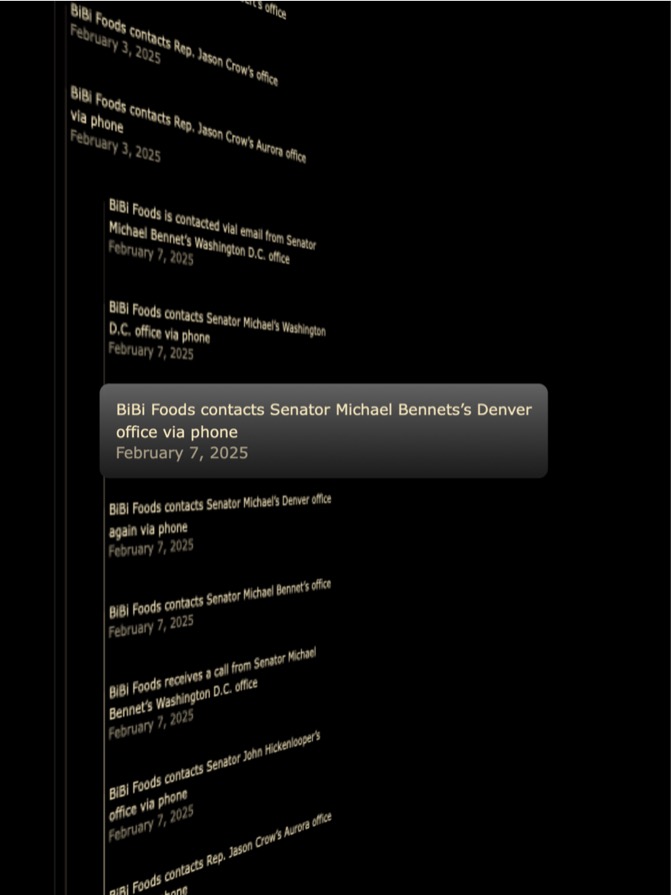 office
BiBi Foods contacts Rep. Jason Crow's office
February 3, 2025
BiBi Foods contacts Rep. Jason Crow's Aurora office
via phone
February 3, 2025
BiBi Foods is contacted vial email from Senator
Michael Bennet's Washington D.C. office
February 7, 2025
BiBi Foods contacts Senator Michael's Washington
D.C. office via phone
February 7, 2025
BiBi Foods contacts Senator Michael Bennets’s Denver
office via phone
February 7, 2025
BiBi Foods contacts Senator Michael's Denver office
again via phone
February 7, 2025
BiBi Foods contacts Senator Michael Bennet's office
February 7, 2025
BiBi Foods receives a call from Senator Michael
Bennet's Washington D.C. office
February 7, 2025
BiBi Foods contacts Senator John Hickenlooper's
office via phone
February 7, 2025
BiBi Foods contacts Rep. Jason Crow's Aurora office